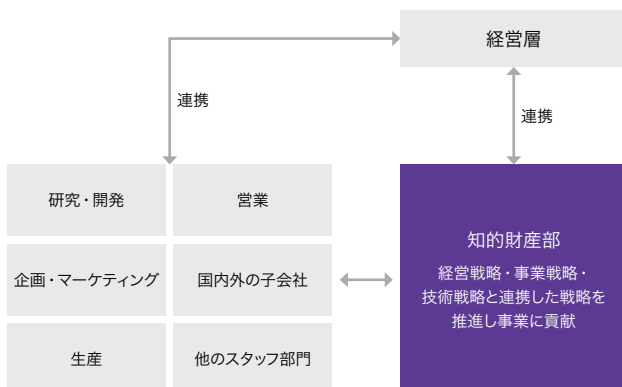 経営層
連携
連携
研究・開発
営業
企画・マーケティング
国内外の子会社
生産
他のスタッフ部門
知的財産部
経営戦略・事業戦略・
技術戦略と連携した戦略を
推進し事業に貢献